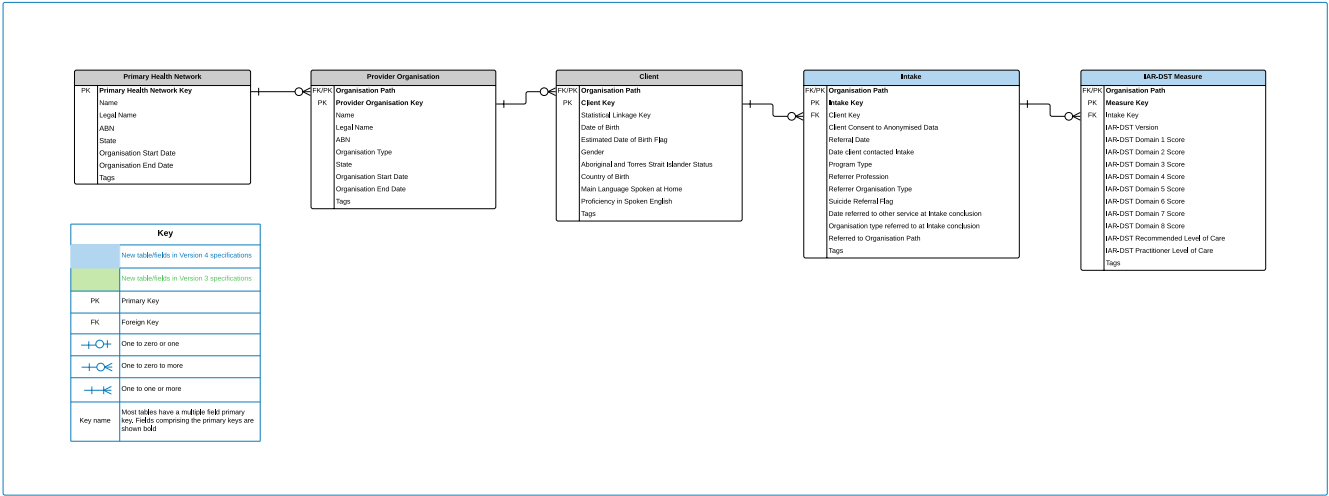 Primary Health Network
PK Primary Health Network Key
Name
Legal Name
ABN
State
Organisation Start Date
Organisation End Date
Tags
Provider Organisation
FK/PK Organisation Path
PK Provider Organisation Key
Name
Legal Name
ABN
Organisation Type
State
Organisation Start Date
Organisation End Date
Tags
Client
FK/PK Organisation Path
PK Client Key
Statistical Linkage Key
Date of Birth
Estimated Date of Birth Flag
Gender
Aboriginal and Torres Strait Islander Status
Country of Birth
Main Language Spoken at Home
Proficiency in Spoken English
Tags
Intake
FK/PK Organisation Path
PK Intake Key
FK Client Key
Client Consent to Anonymised Data
Referral Date
Date client contacted Intake
Program Type
Referrer Profession
Referrer Organisation Type
Suicide Referral Flag
Date referred to other service at Intake conclusion
Organisation type referred to at Intake conclusion
Referred to Organisation Path
Tags
IAR-DST Measure
FK/PK Organisation Path
PK Measure Key
FK Intake Key
IAR-DST Version
IAR-DST Domain 1 Score
IAR-DST Domain 2 Score
IAR-DST Domain 3 Score
IAR-DST Domain 4 Score
IAR-DST Domain 5 Score
IAR-DST Domain 6 Score
IAR-DST Domain 7 Score
IAR-DST Domain 8 Score
IAR-DST Recommended Level of Care
IAR-DST Practitioner Level of Care
Tags
Key
New table/fields in Version 4 specifications
New table/fields in Version 3 specifications
PK Primary Key
FK Foreign Key
One to zero or one
One to zero to more
One to one or more
Key name
Most tables have a multiple field primary
key. Fields comprising the primary keys are
shown bold